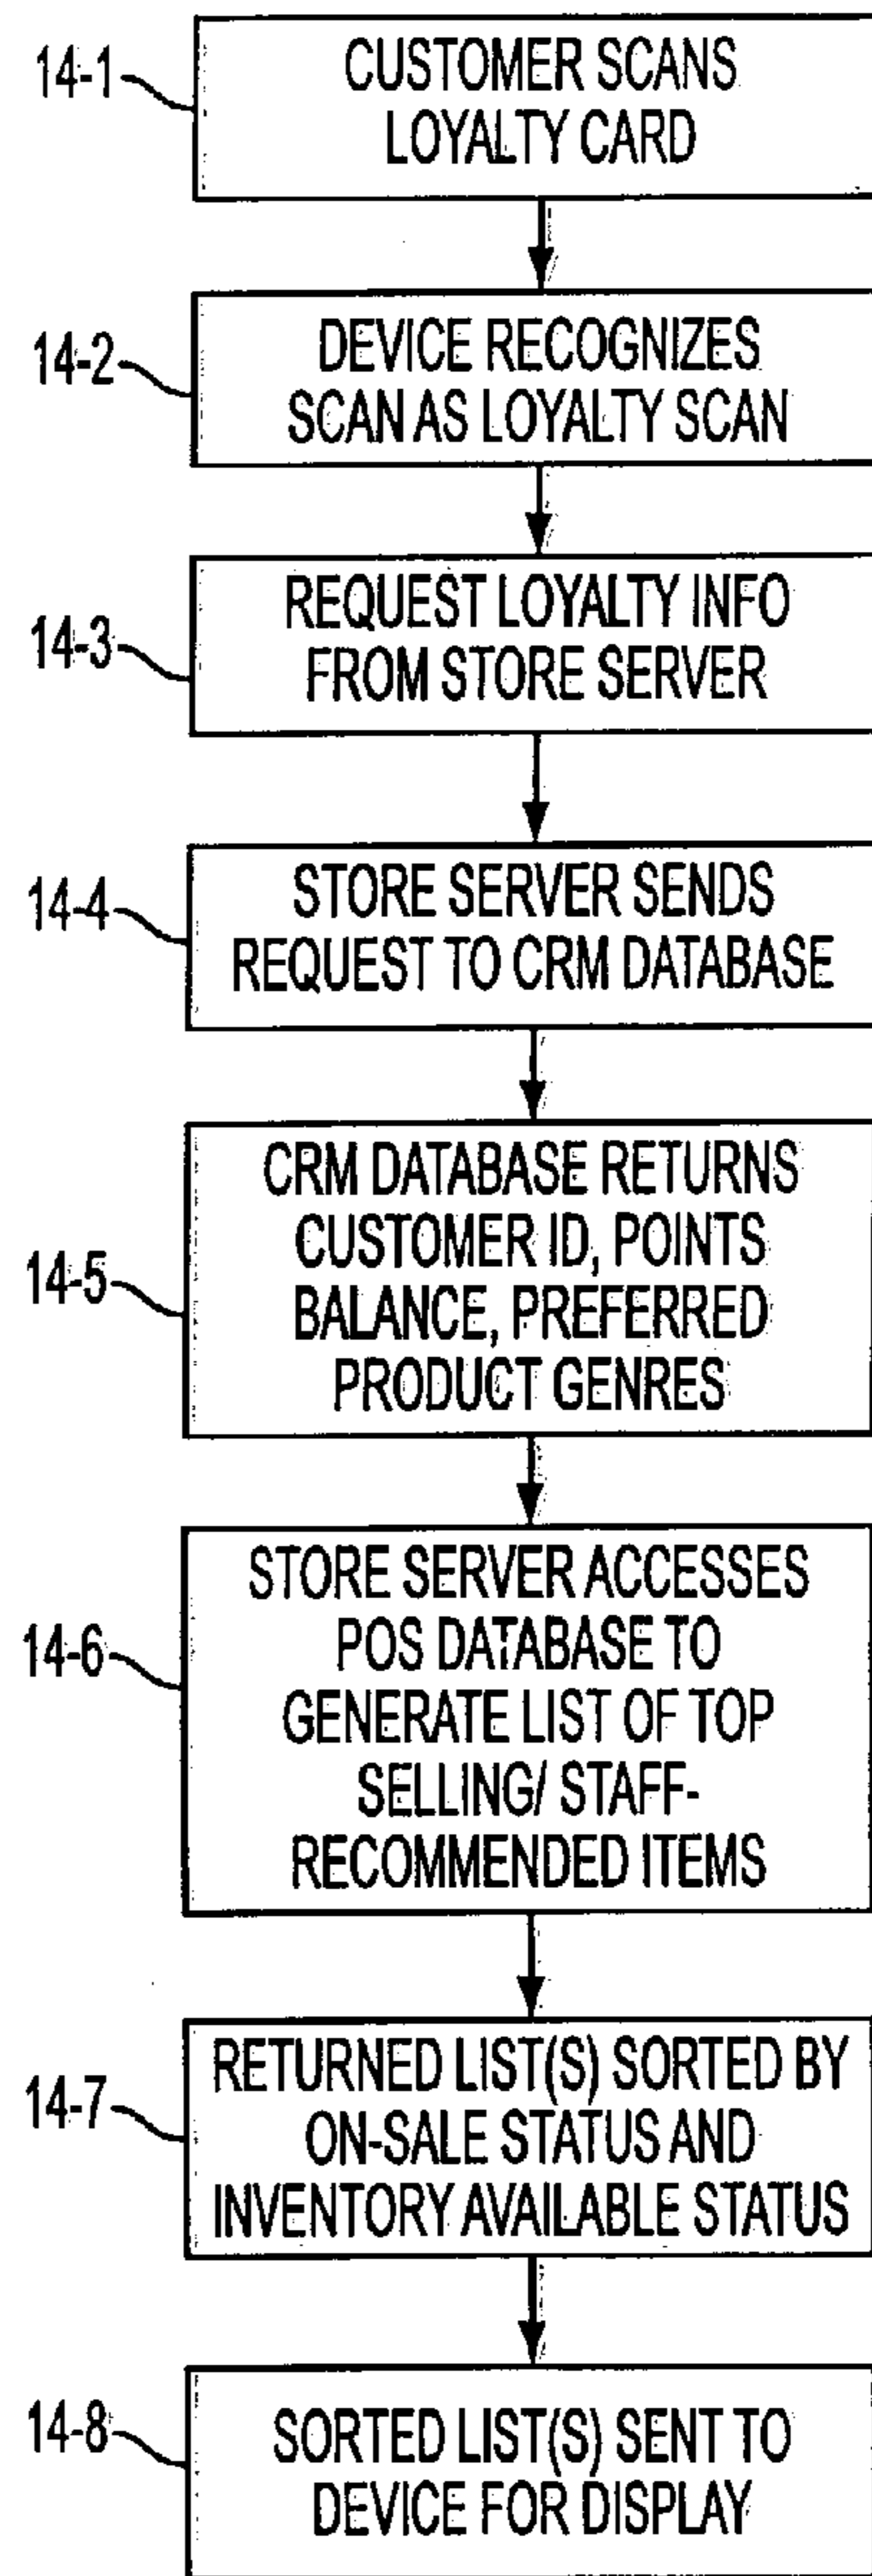 14-1
CUSTOMER SCANS
LOYALTY CARD
14-2
DEVICE RECOGNIZES
SCAN AS LOYALTY SCAN
14-3
REQUEST LOYALTY INFO
FROM STORE SERVER
14-4
STORE SERVER SENDS
REQUEST TO CRM DATABASE
14-5
CRM DATABASE RETURNS
CUSTOMER ID, POINTS
BALANCE, PREFERRED
PRODUCT GENRES
14-6
STORE SERVER ACCESSES
POS DATABASE TO
GENERATE LIST OF TOP
SELLING/ STAFF-
RECOMMENDED ITEMS
14-7
RETURNED LIST(S) SORTED BY
ON-SALE STATUS AND
INVENTORY AVAILABLE STATUS
14-8
SORTED LIST(S) SENT TO
DEVICE FOR DISPLAY